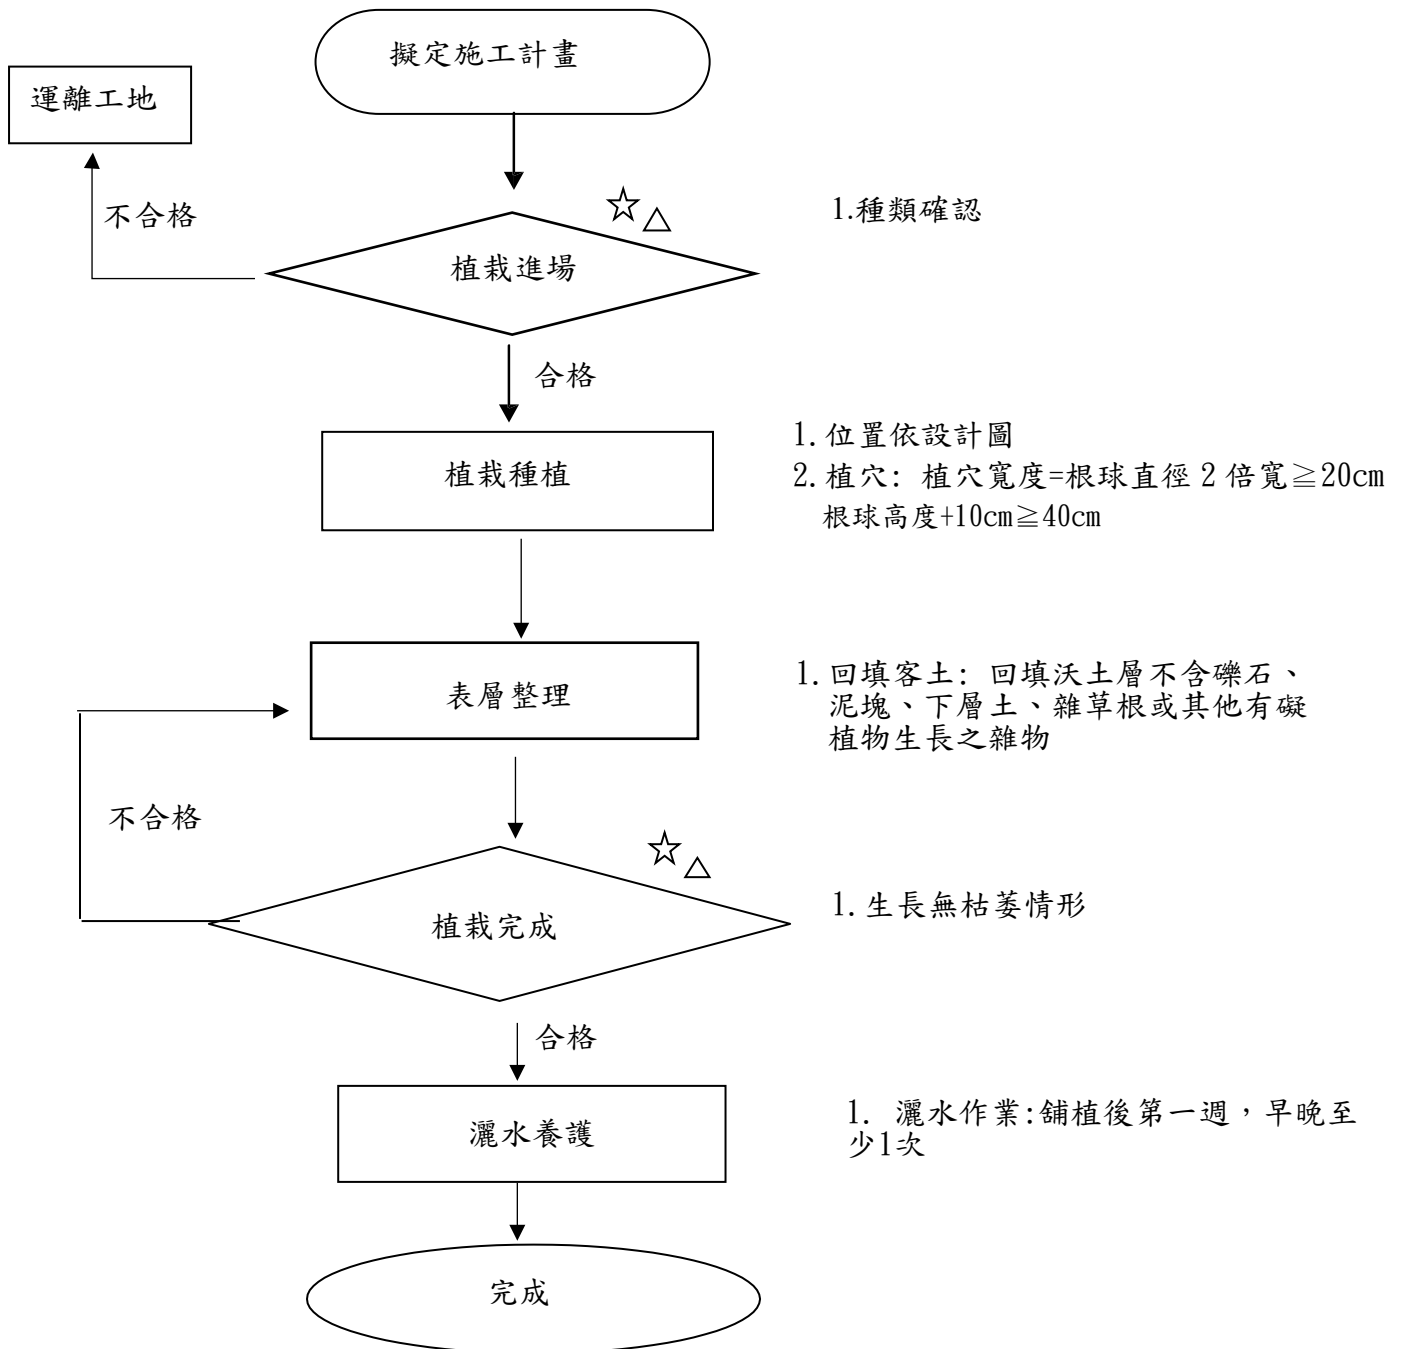 擬定施工計畫
運離工地
不合格
☆△
1.種類確認
植栽進場
合格
植栽種植
1.位置依設計圖
2.植穴: 植穴寬度=根球直徑 2 倍寬≧20cm
根球高度+10cm≧40cm
表層整理
1.回填客土: 回填沃土層不含礫石、
泥塊、下層土、雜草根或其他有礙
植物生長之雜物
不合格
☆△
植栽完成
1.生長無枯萎情形
合格
灑水養護
1. 灑水作業:舖植後第一週，早晚至
少1次
完成